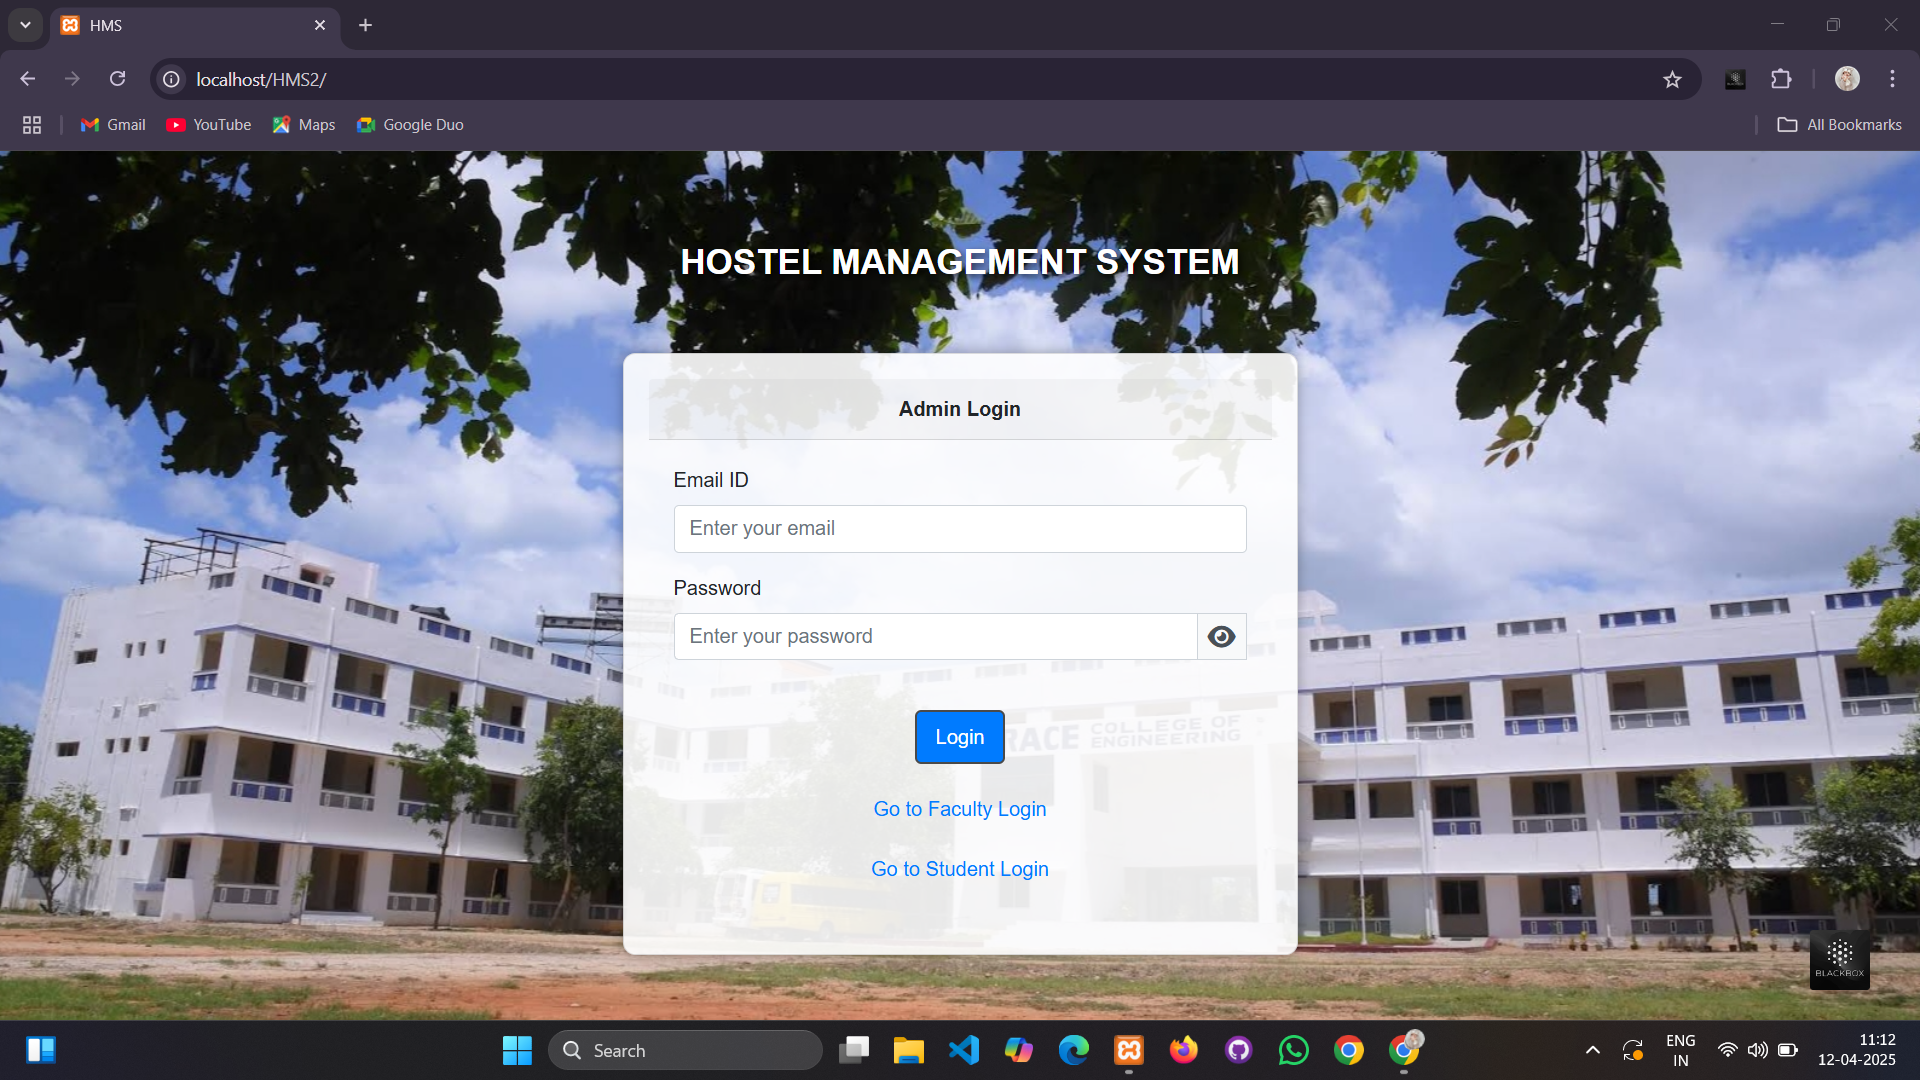 HMS
localhost/HMS2/
Gmail
YouTube
Maps
Google Duo
All Bookmarks
HOSTEL MANAGEMENT SYSTEM
Admin Login
Email ID
Enter your email
Password
Enter your password
RACE COLLEGE OF
ENGINEERING
Login
Go to Faculty Login
Go to Student Login
BLACKBOX
Search
ENG
IN
11:12
12-04-2025